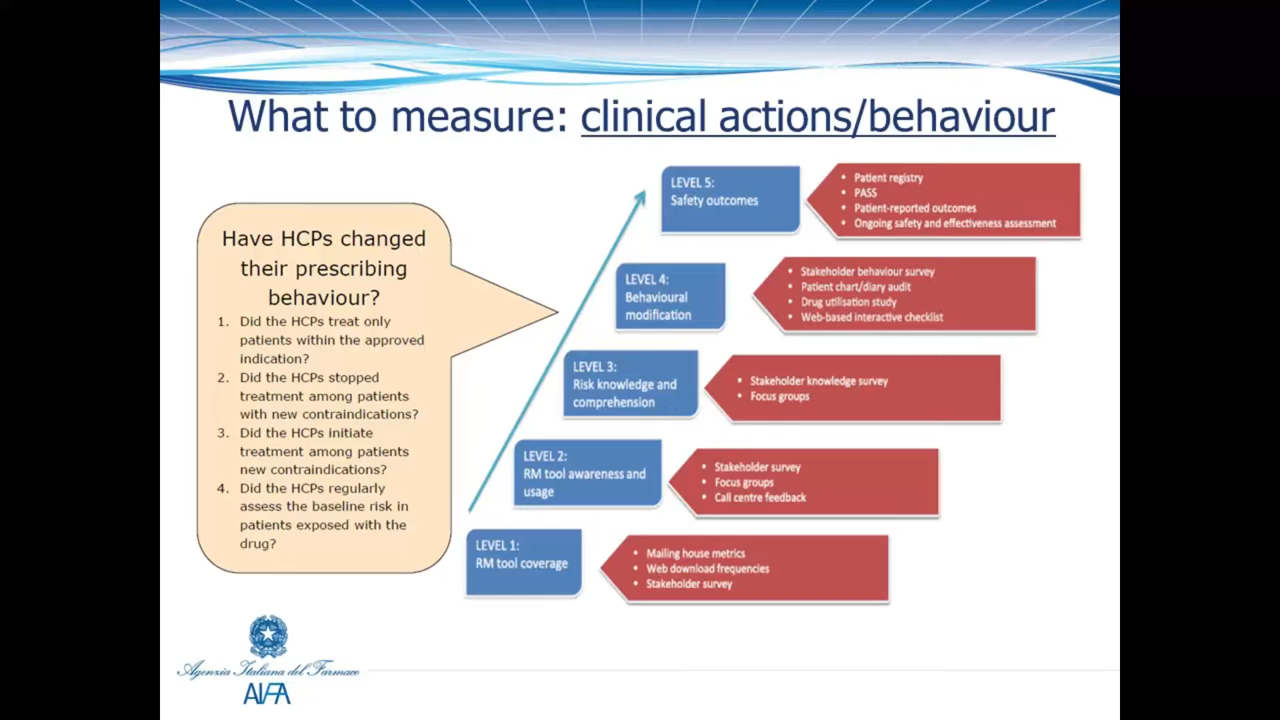 What to measure: clinical actions/behaviour
Have HCPs changed
their prescribing
behaviour?
1. Did the HCPs treat only
patients within the approved
indication?
2. Did the HCPs stopped
treatment among patients
with new contraindications?
3. Did the HCPs initiate
treatment among patients
new contraindications?
4. Did the HCPs regularly
assess the baseline risk in
patients exposed with the
drug?
LEVEL 5:
Safety outcomes
• Patient registry
• PASS
• Patient-reported outcomes
• Ongoing safety and effectiveness assessment
LEVEL 4:
Behavioural
modification
• Stakeholder behaviour survey
• Patient chart/diary audit
• Drug utilisation study
• Web-based interactive checklist
LEVEL 3:
Risk knowledge and
comprehension
• Stakeholder knowledge survey
• Focus groups
LEVEL 2:
RM tool awareness and
usage
• Stakeholder survey
• Focus groups
• Call centre feedback
LEVEL 1:
RM tool coverage
• Mailing house metrics
• Web download frequencies
• Stakeholder survey
Agenzia Italiana del Farmaco
AIFA